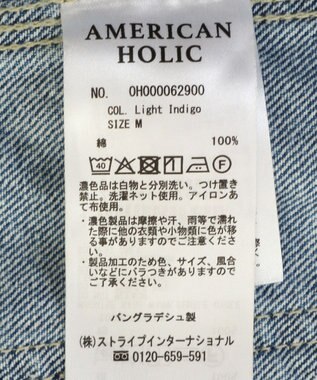 AMERICAN
HOLIC
NO. 0H000062900
COL. Light Indigo
SIZE M
綿 100%
40 汗 F
濃色品は白物と分別洗い。つけ置き
禁止。洗濯ネット使用。アイロンあ
て布使用。
・濃色製品は摩擦や汗、雨等で濡れ
た際に他の衣類や小物類に色が移
る事がありますのでご注意くださ
い。
・製品加工のため色、サイズ、風合
いなどにバラつきがありますので
ご了承ください。
バングラデシュ製
(株)ストライプインターナショナル
0120-659-591